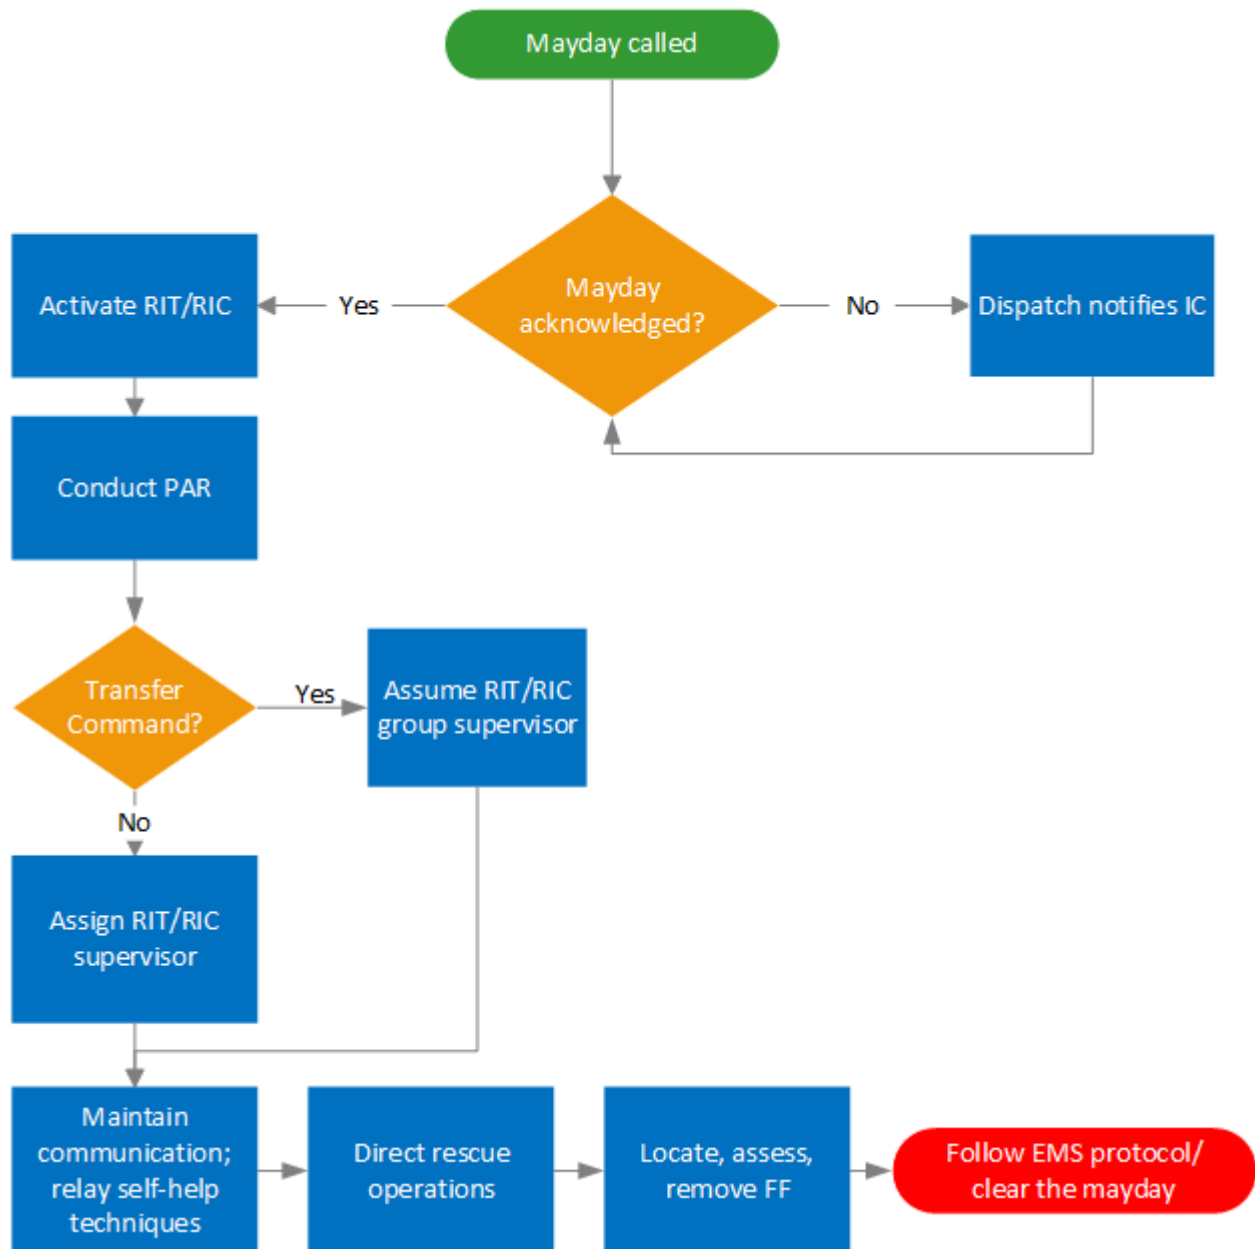 Mayday called
Mayday
acknowledged?
Yes
No
Activate RIT/RIC
Dispatch notifies IC
Conduct PAR
Transfer
Command?
Yes
Assume RIT/RIC
group supervisor
No
Assign RIT/RIC
supervisor
Maintain
communication;
relay self-help
techniques
Direct rescue
operations
Locate, assess,
remove FF
Follow EMS protocol/
clear the mayday